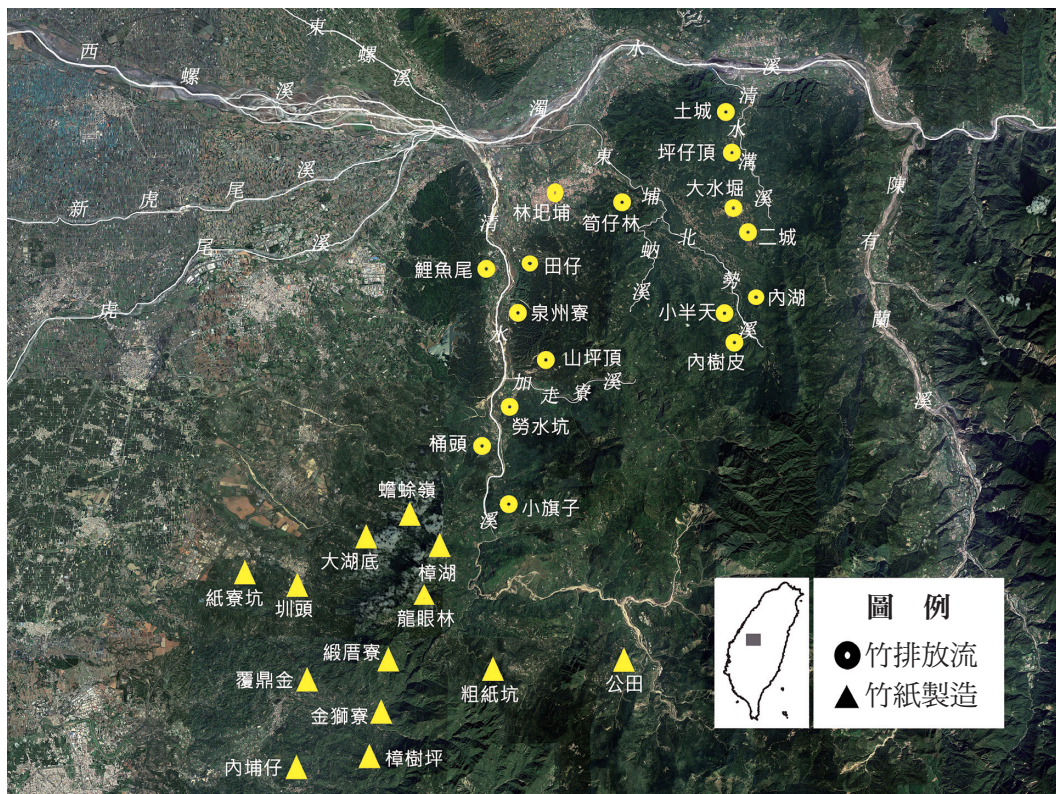 東螺溪
西螺溪
濁水溪
清水溝溪
土城
坪仔頂
大水堀
二城
東埔蚋溪
新虎尾溪
林圯埔
筍仔林
北勢溪
虎尾溪
清水溪
鯉魚尾
田仔
內湖
泉州寮
小半天
內樹皮
陳有蘭溪
山坪頂
加走寮溪
勞水坑
桶頭
小旗子
蟾蜍嶺
大湖底
樟湖
紙寮坑
圳頭
龍眼林
緞厝寮
覆鼎金
粗紙坑
公田
金獅寮
樟樹坪
內埔仔
圖例
竹排放流
竹紙製造